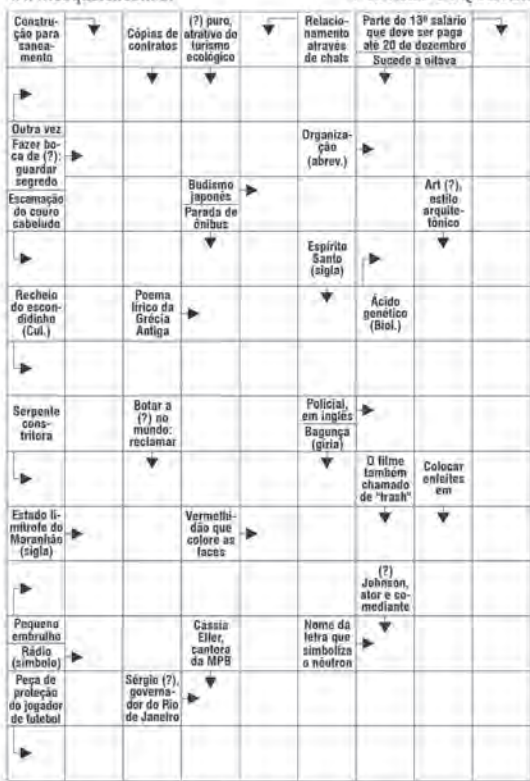 Constru-
ção para
sanea-
mento
Cópias de
contratos
(?) puro,
atrativo do
turismo
ecológico
Relacio-
namento
através
de chats
Parte do 13º salário
que deve ser paga
até 20 de dezembro
Sucede a oitava
Outra vez
Fazer bo-
ca de (?):
guardar
segredo
Organiza-
ção
(abrev.)
Escamação
do couro
cabeludo
Budismo
japonês
Parada de
ônibus
Art (?),
estilo
arquite-
tônico
Espírito
Santo
(sigla)
Recheio
do escon-
didinho
(Cul.)
Poema
lírico da
Grécia
Antiga
Ácido
genético
(Biol.)
Serpente
cons-
tritora
Botar a
(?) no
mundo:
reclamar
Policial,
em inglês
Bagunça
(gíria)
O filme
também
chamado
de "trash"
Colocar
enfeites
em
Estado li-
mítrofe do
Maranhão
(sigla)
Vermelhi-
dão que
colore as
faces
(?)
Johnson,
ator e co-
mediante
Pequeno
embrulho
Rádio
(símbolo)
Cássia
Eller,
cantora
da MPB
Nome da
letra que
simboliza
o nêutron
Peça de
proteção
do jogador
de futebol
Sérgio (?),
governa-
dor do Rio
de Janeiro